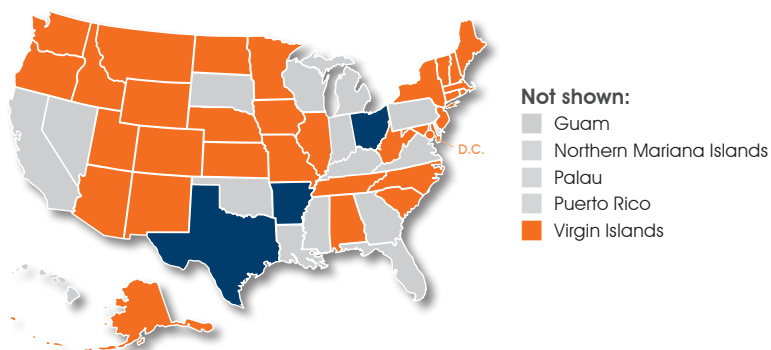 Not shown:
Guam
Northern Mariana Islands
D.C.
Palau
Puerto Rico
Virgin Islands